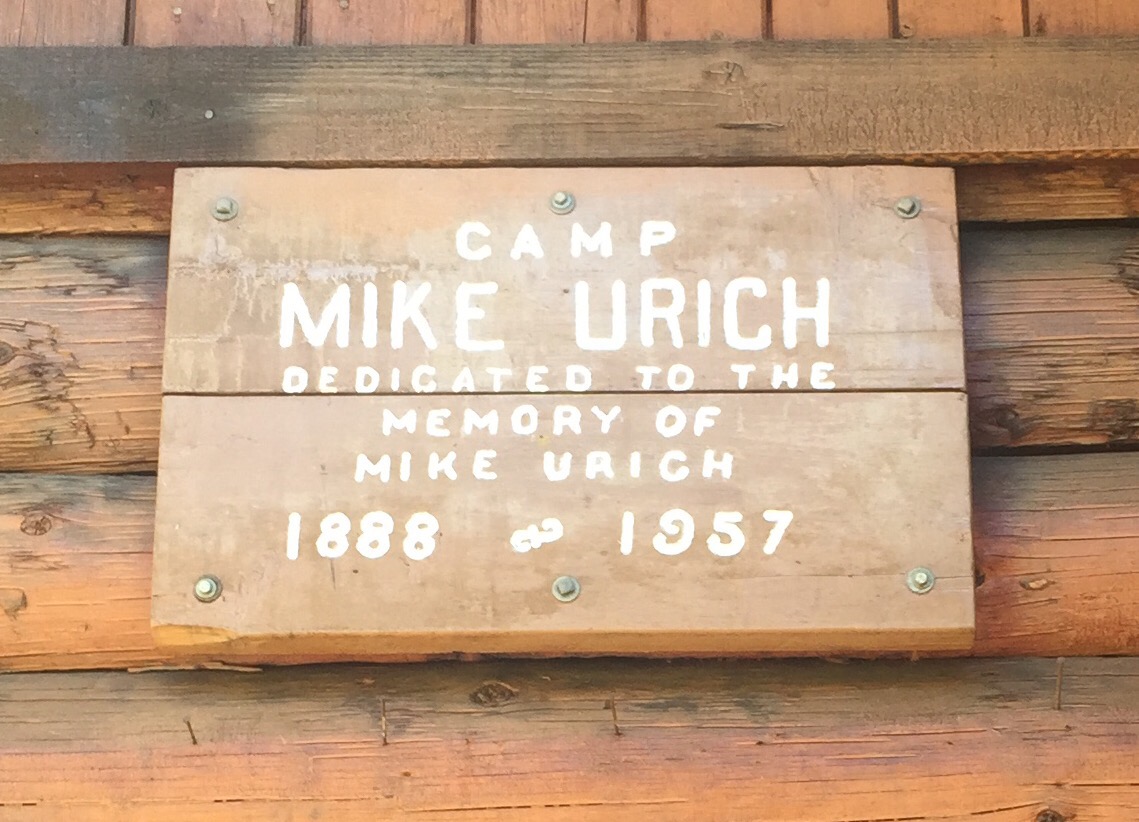 CAMP
MIKE URICH
DEDICATED TO THE
MEMORY OF
MIKE URICH
1888 ~ 1957